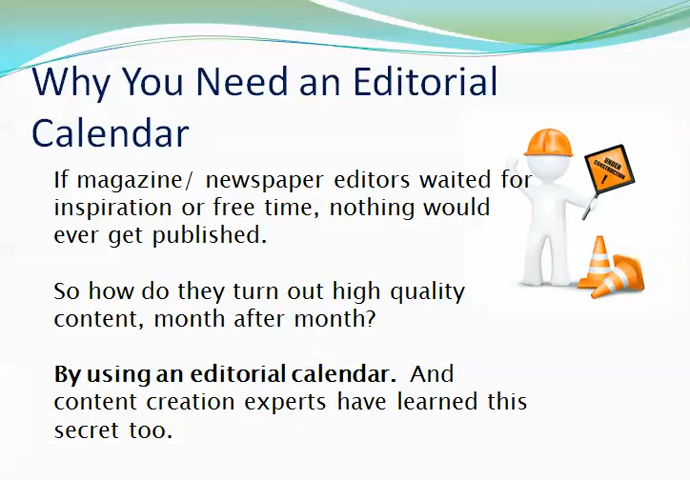 Why You Need an Editorial
Calendar
If magazine/ newspaper editors waited for
inspiration or free time, nothing would
ever get published.
So how do they turn out high quality
content, month after month?
By using an editorial calendar.  And
content creation experts have learned this
secret too.
UNDER
CONSTRUCTION
!